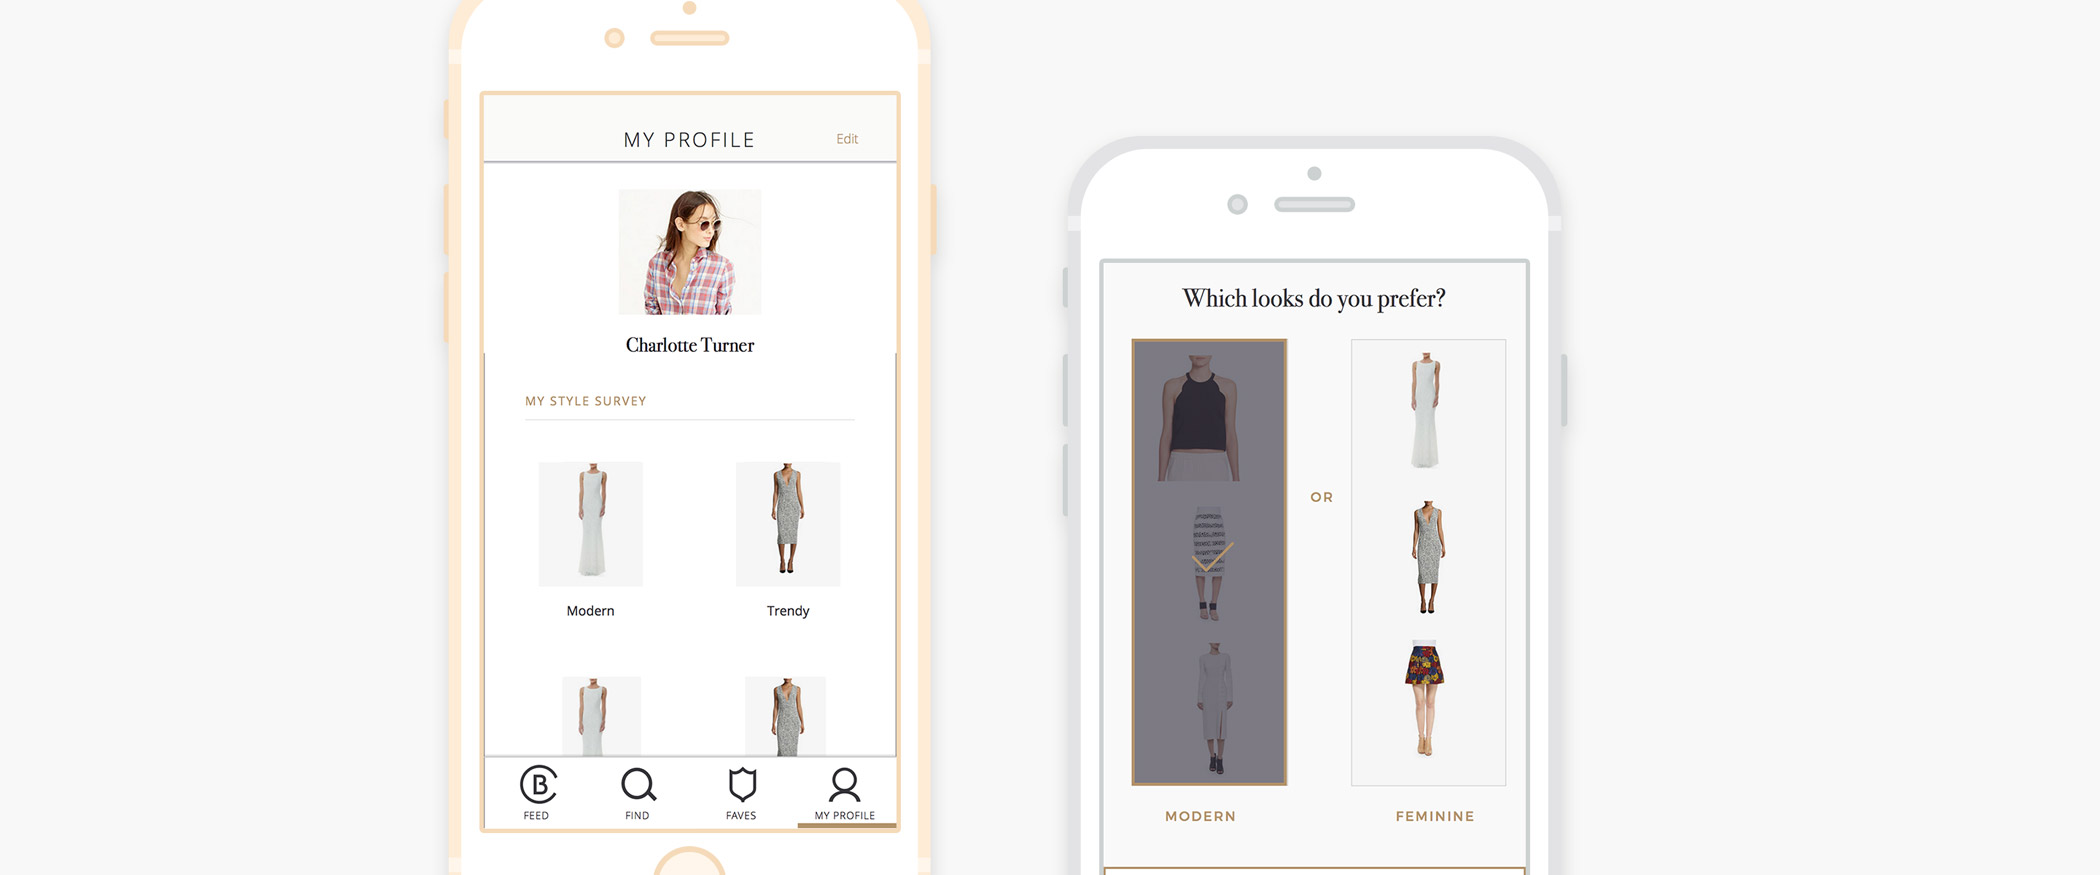 MY PROFILE
Edit
Charlotte Turner
MY STYLE SURVEY
Modern
Trendy
B
FEED
FIND
FAVES
MY PROFILE
Which looks do you prefer?
OR
MODERN
FEMININE